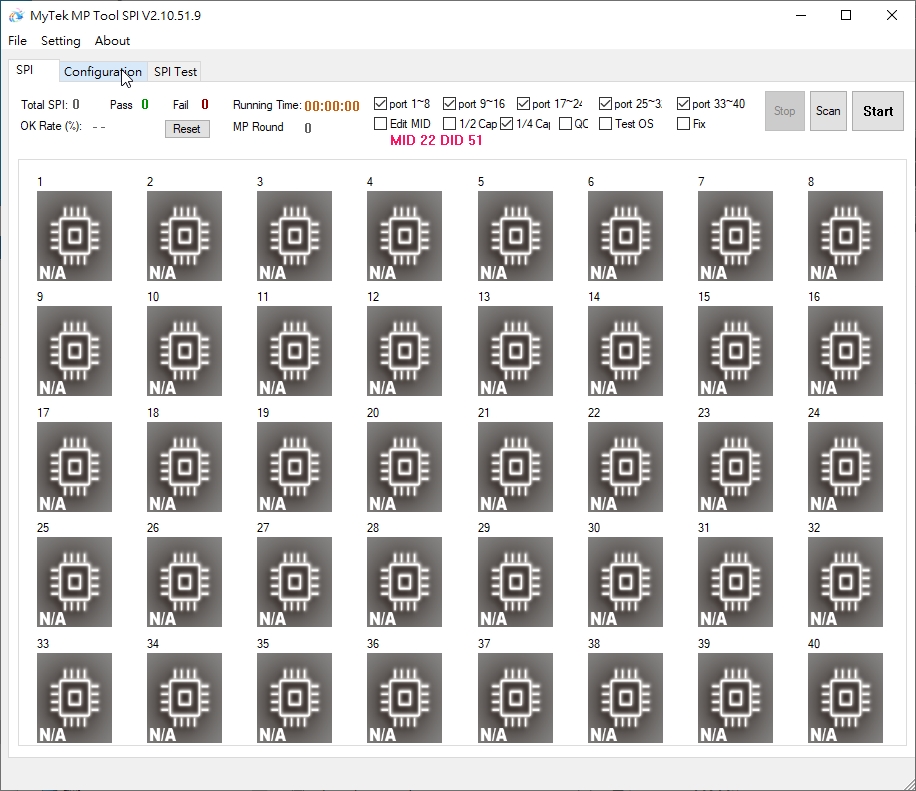 MyTek MP Tool SPI V2.10.51.9
File Setting About
SPI Configuration SPI Test
Total SPI: 0 Pass 0 Fail 0 Running Time: 00:00:00 port 1~8 port 9~16 port 17~24 port 25~3 port 33~40 Stop Scan Start
OK Rate (%): -- Reset MP Round 0 Edit MID 1/2 Cap 1/4 Cap QC Test OS Fix
MID 22 DID 51
1 2 3 4 5 6 7 8
N/A N/A N/A N/A N/A N/A N/A N/A
9 10 11 12 13 14 15 16
N/A N/A N/A N/A N/A N/A N/A N/A
17 18 19 20 21 22 23 24
N/A N/A N/A N/A N/A N/A N/A N/A
25 26 27 28 29 30 31 32
N/A N/A N/A N/A N/A N/A N/A N/A
33 34 35 36 37 38 39 40
N/A N/A N/A N/A N/A N/A N/A N/A